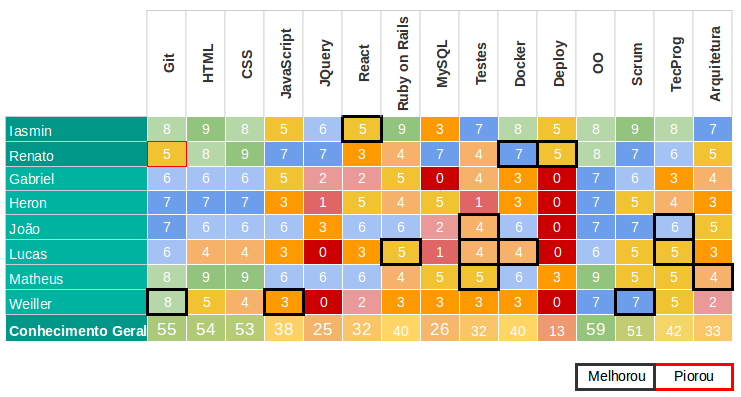 Git HTML CSS JavaScript JQuery React Ruby on Rails MySQL Testes Docker Deploy OO Scrum TecProg Arquitetura
Iasmin 8 9 8 5 6 5 9 3 7 8 5 8 9 8 7
Renato 5 8 9 7 7 3 4 7 4 7 5 8 7 6 5
Gabriel 6 6 6 5 2 2 5 0 4 3 0 7 6 3 4
Heron 7 7 7 3 1 5 4 5 1 3 0 7 5 4 3
João 7 6 6 6 3 6 6 2 4 6 0 7 7 6 5
Lucas 6 4 4 3 0 3 5 1 4 4 0 6 5 5 3
Matheus 8 9 9 6 6 6 4 5 5 6 3 9 5 5 4
Weiller 8 5 4 3 0 2 3 3 3 3 0 7 7 5 2
Conhecimento Geral 55 54 53 38 25 32 40 26 32 40 13 59 51 42 33
Melhorou Piorou